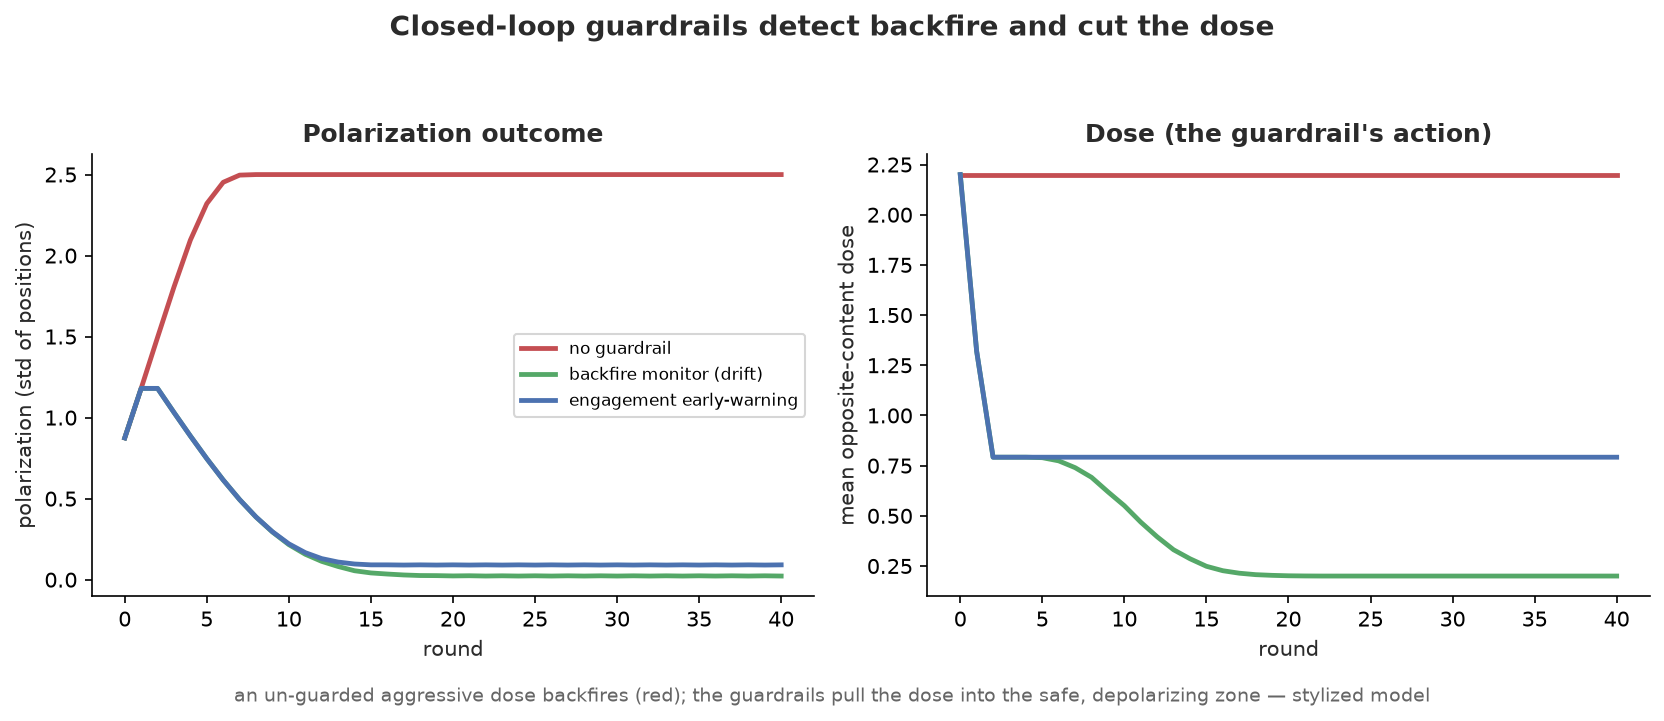 Closed-loop guardrails detect backfire and cut the dose
Polarization outcome
polarization (std of positions)
2.5
2.0
1.5
1.0
0.5
0.0
no guardrail
backfire monitor (drift)
engagement early-warning
0 5 10 15 20 25 30 35 40
round
Dose (the guardrail's action)
mean opposite-content dose
2.25
2.00
1.75
1.50
1.25
1.00
0.75
0.50
0.25
0 5 10 15 20 25 30 35 40
round
an un-guarded aggressive dose backfires (red); the guardrails pull the dose into the safe, depolarizing zone — stylized model